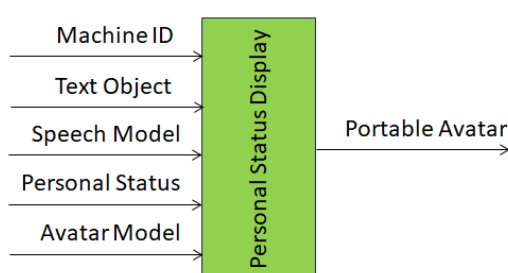 Machine ID
Text Object
Speech Model
Personal Status
Avatar Model
Personal Status Display
Portable Avatar